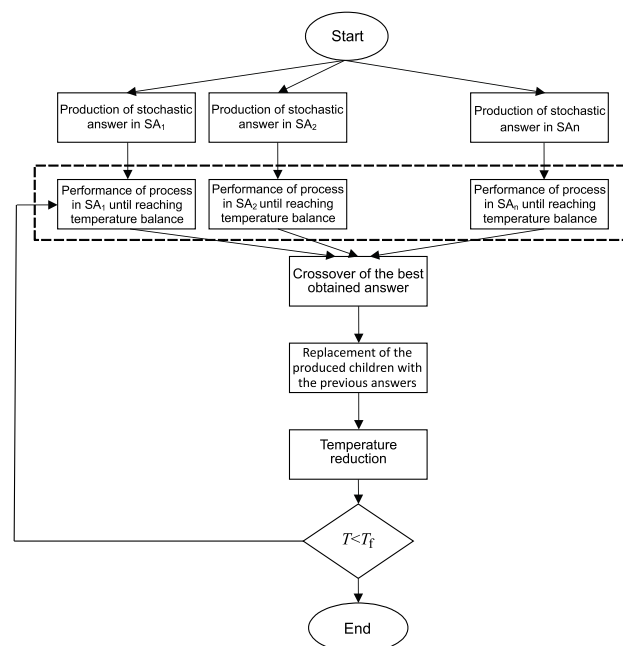 Start
Production of stochastic
answer in SA₁
Production of stochastic
answer in SA₂
Production of stochastic
answer in SAn
Performance of process
in SA₁ until reaching
temperature balance
Performance of process
in SA₂ until reaching
temperature balance
Performance of process
in SAₙ until reaching
temperature balance
Crossover of the best
obtained answer
Replacement of the
produced children with
the previous answers
Temperature
reduction
T<T_f
End